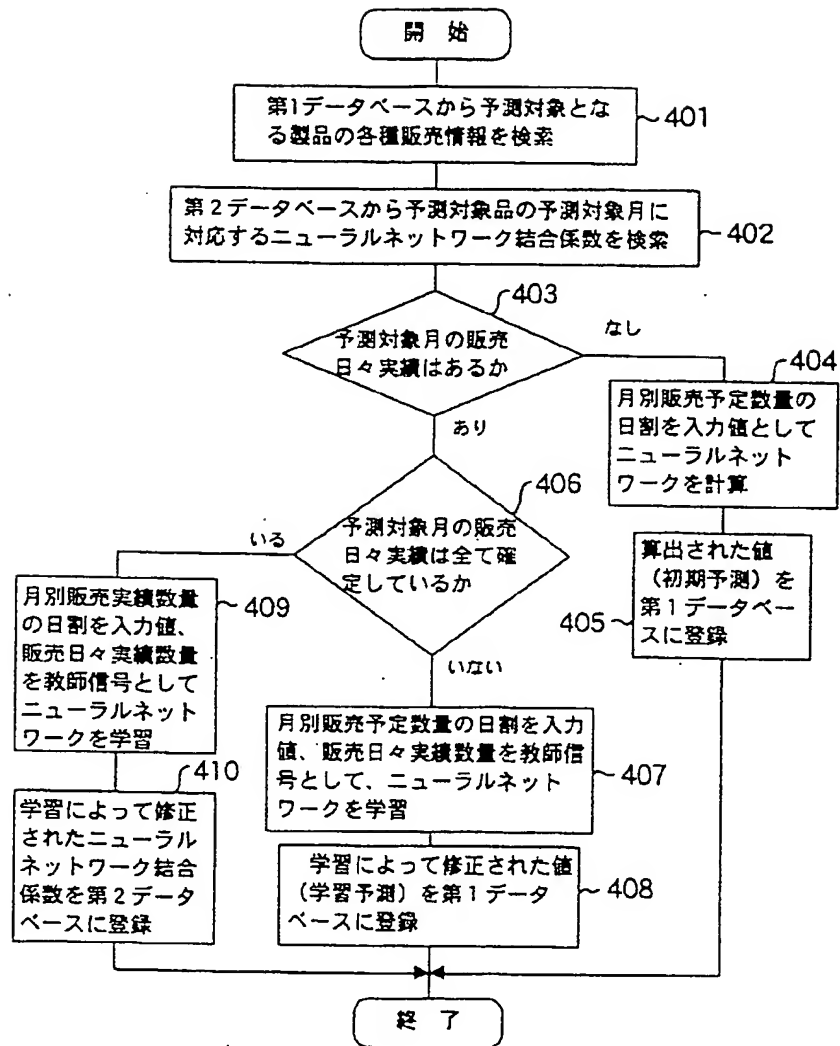 開 始
第1データベースから予測対象とな
る製品の各種販売情報を検索
401
第2データベースから予測対象品の予測対象月に
対応するニューラルネットワーク結合係数を検索
402
403
予測対象月の販売
日々実績はあるか
なし
あり
404
月別販売予定数量の
日割を入力値として
ニューラルネット
ワークを計算
算出された値
(初期予測)を
第1データベー
スに登録
405
406
予測対象月の販売
日々実績は全て確
定しているか
いる
いない
月別販売実績数量
の日割を入力値、
販売日々実績数量
を教師信号として
ニューラルネット
ワークを学習
409
月別販売予定数量の日割を入力
値、販売日々実績数量を教師信
号として、ニューラルネット
ワークを学習
407
410
学習によって修正
されたニューラル
ネットワーク結合
係数を第2データ
ベースに登録
学習によって修正された値
(学習予測)を第1データ
ベースに登録
408
終 了